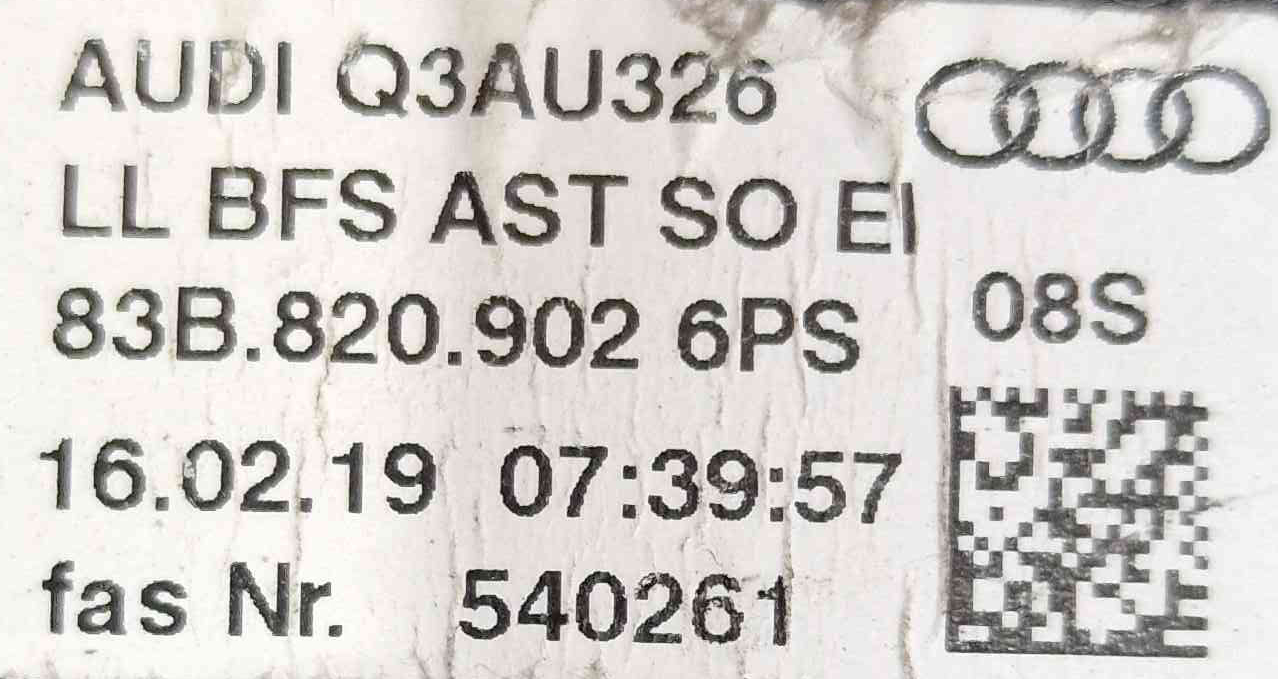 AUDI Q3AU326
LL BFS AST SO EI
83B.820.902 6PS
08S
16.02.19 07:39:57
fas Nr. 540261